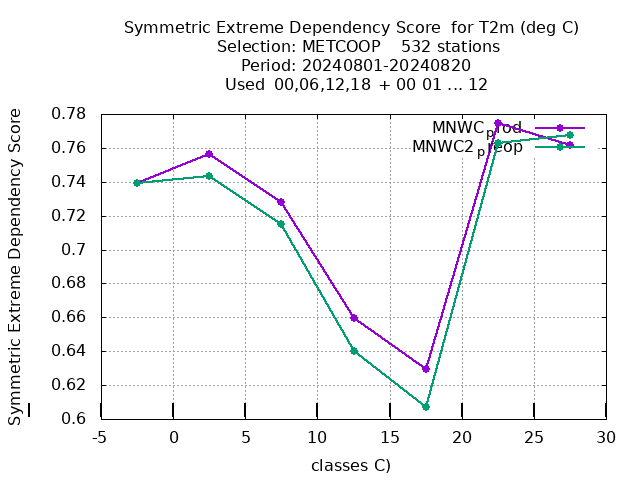 Symmetric Extreme Dependency Score for T2m (deg C)
Selection: METCOOP 532 stations
Period: 20240801-20240820
Used 00,06,12,18 + 00 01 ... 12
Symmetric Extreme Dependency Score
0.78
0.76
0.74
0.72
0.7
0.68
0.66
0.64
0.62
0.6
MNWC_prod
MNWC2_preop
-5 0 5 10 15 20 25 30
classes C)